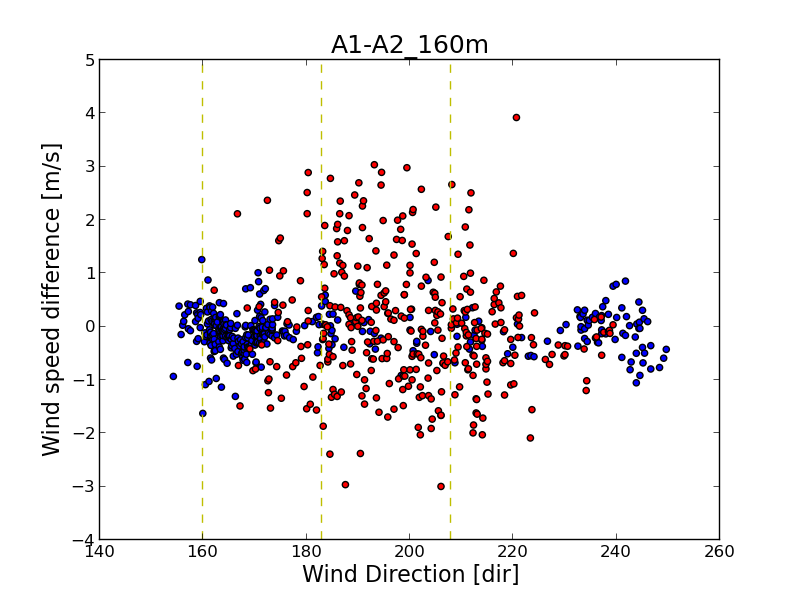 A1-A2_160m
Wind speed difference [m/s]
5
4
3
2
1
0
−1
−2
−3
−4
140 160 180 200 220 240 260
Wind Direction [dir]